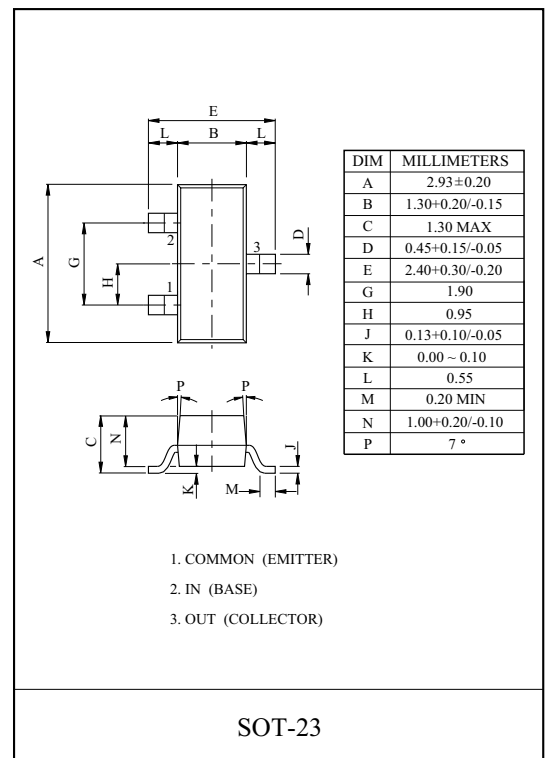 E
L B L
A
G
H
D
2
3
1
DIM MILLIMETERS
A 2.93±0.20
B 1.30+0.20/-0.15
C 1.30 MAX
D 0.45+0.15/-0.05
E 2.40+0.30/-0.20
G 1.90
H 0.95
J 0.13+0.10/-0.05
K 0.00 ~ 0.10
L 0.55
M 0.20 MIN
N 1.00+0.20/-0.10
P 7 °
P P
C
N
K
M
J
1. COMMON (EMITTER)
2. IN (BASE)
3. OUT (COLLECTOR)
SOT-23